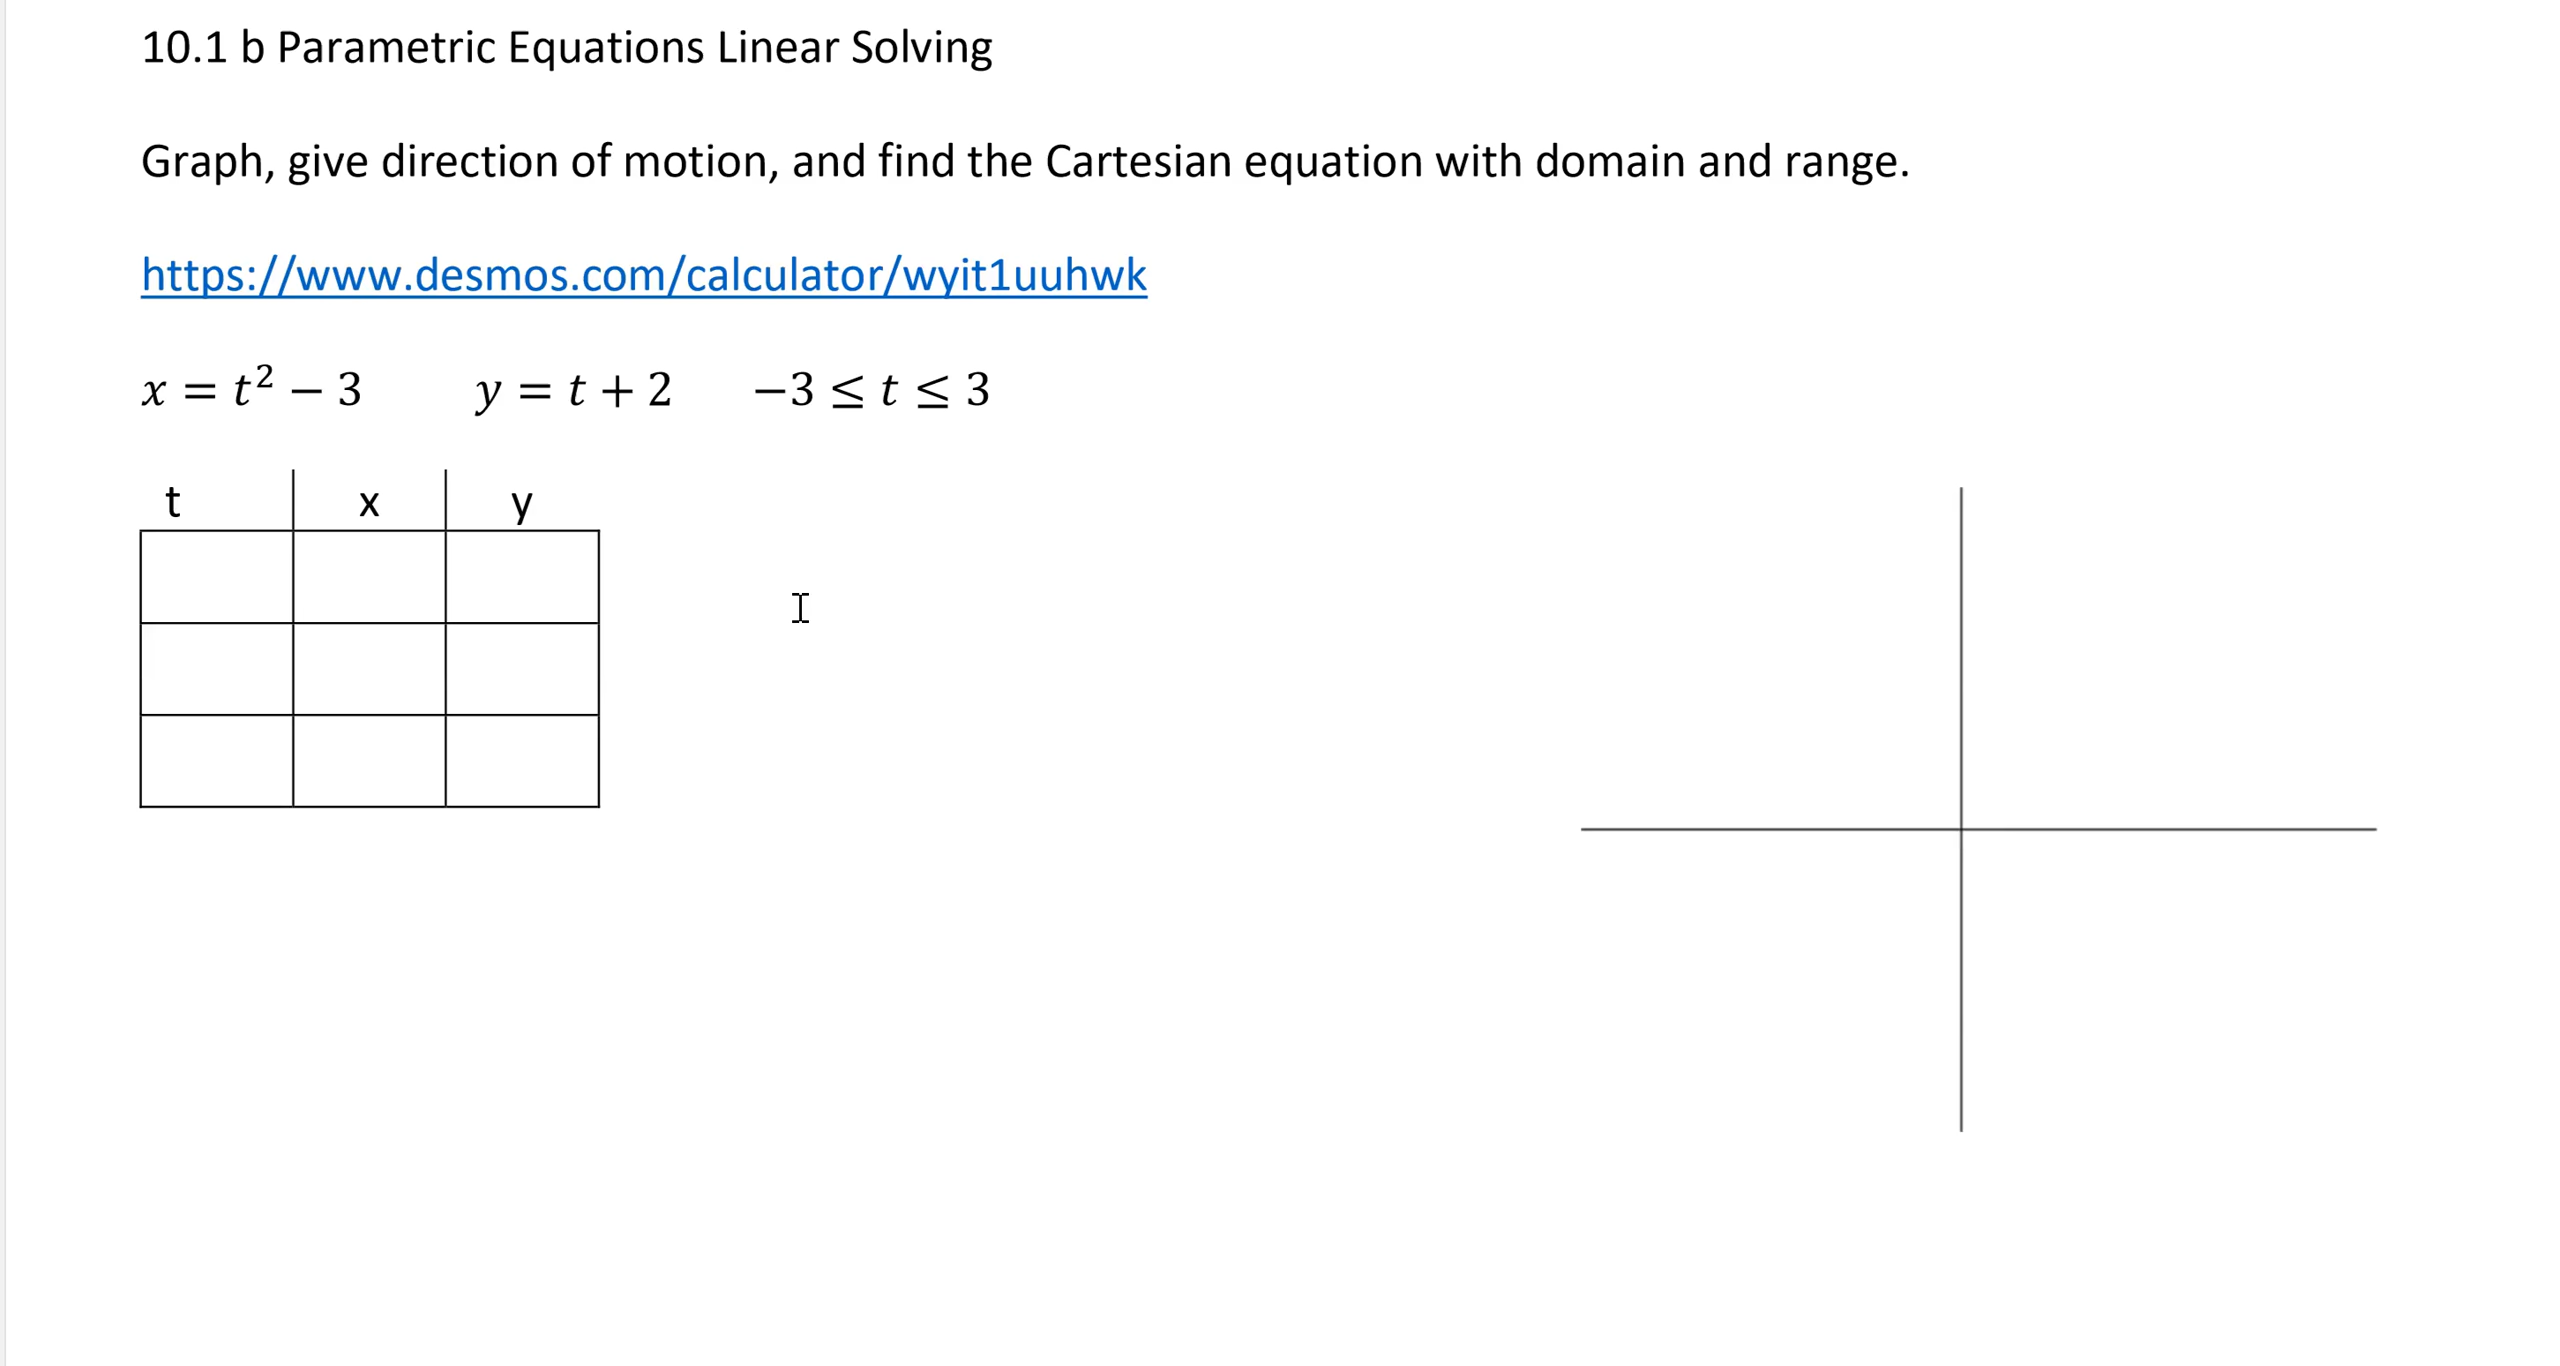 10.1 b Parametric Equations Linear Solving
Graph, give direction of motion, and find the Cartesian equation with domain and range.
https://www.desmos.com/calculator/wyit1uuhwk
x = t² − 3 y = t + 2 −3 ≤ t ≤ 3
t x y